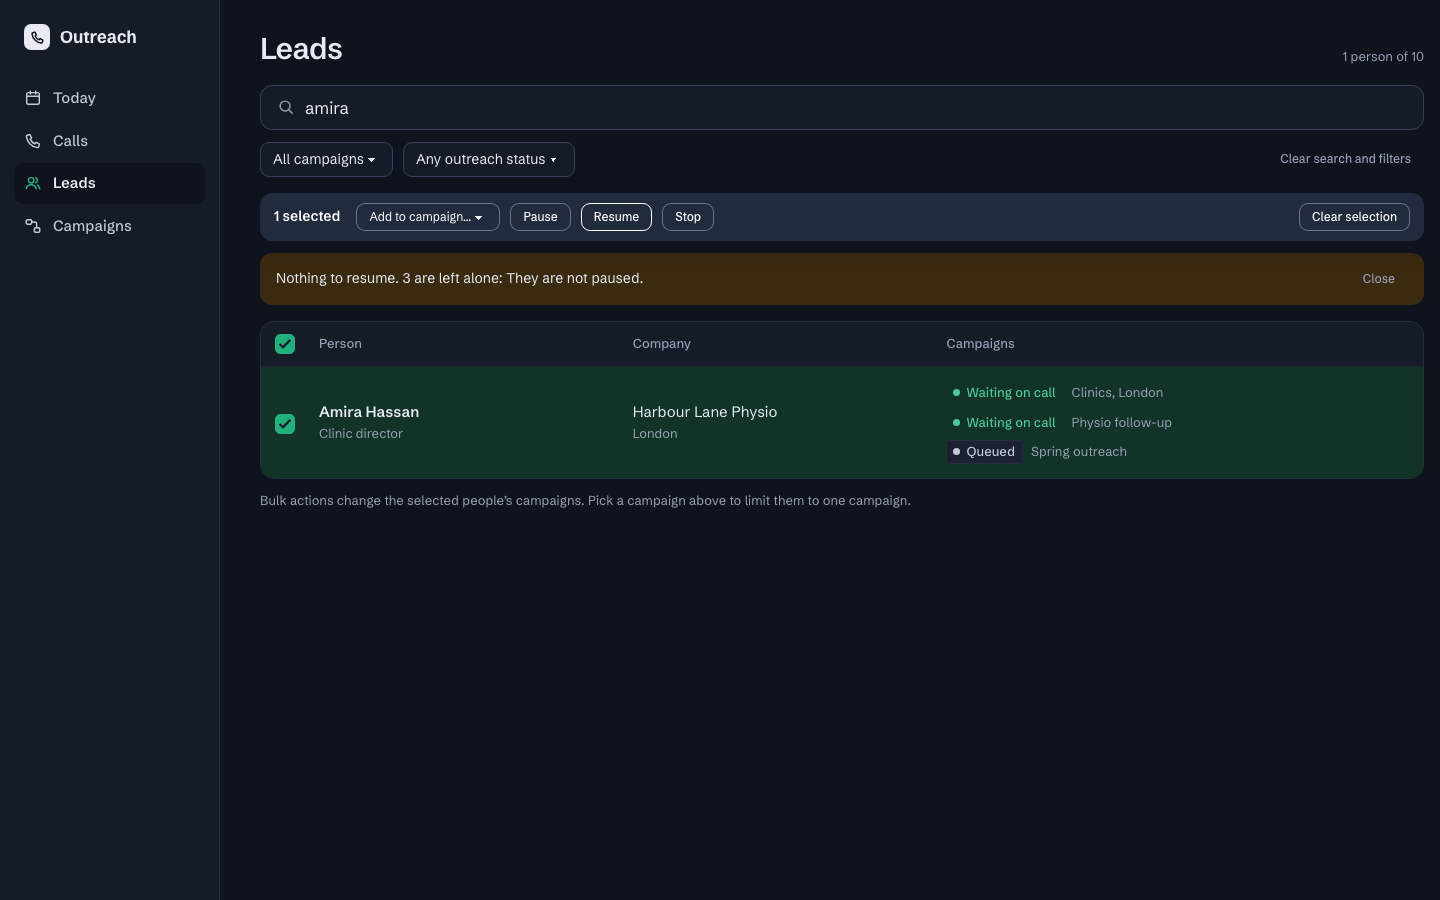 Outreach
Today
Calls
Leads
Campaigns
Leads
1 person of 10
amira
All campaigns
Any outreach status
Clear search and filters
1 selected
Add to campaign...
Pause
Resume
Stop
Clear selection
Nothing to resume. 3 are left alone: They are not paused.
Close
Person
Company
Campaigns
Amira Hassan
Clinic director
Harbour Lane Physio
London
Waiting on call
Clinics, London
Waiting on call
Physio follow-up
Queued
Spring outreach
Bulk actions change the selected people's campaigns. Pick a campaign above to limit them to one campaign.